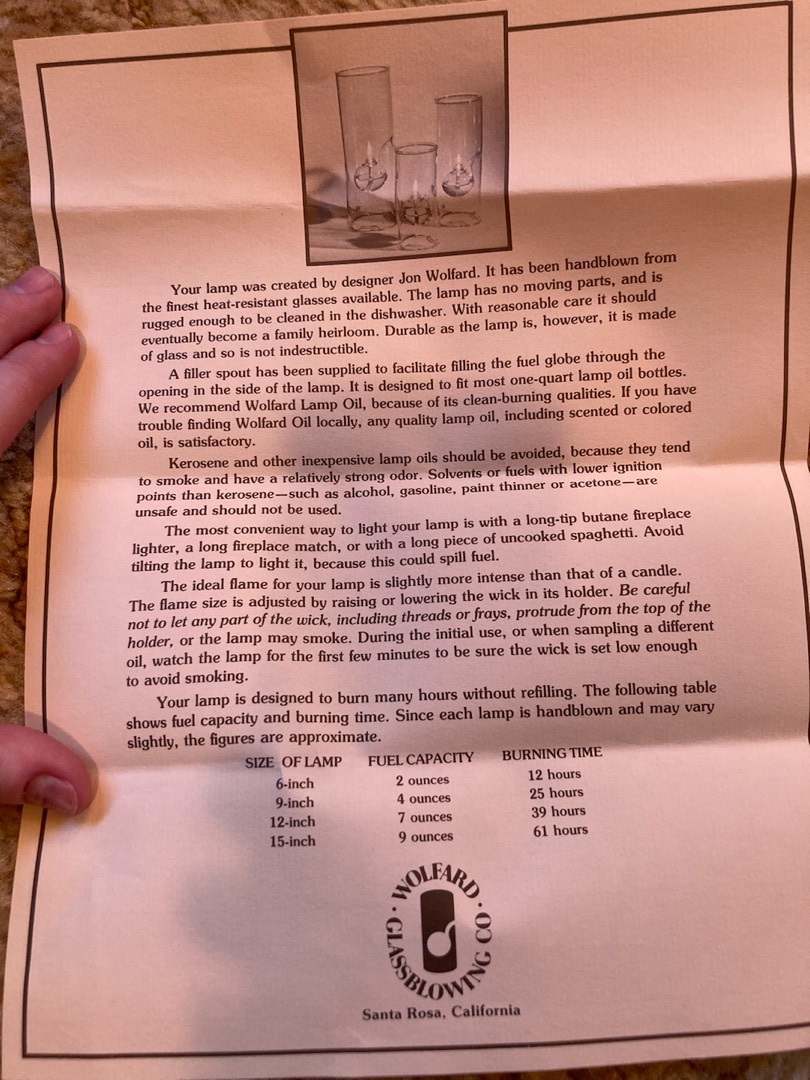 Your lamp was created by designer Jon Wolfard. It has been handblown from
the finest heat-resistant glasses available. The lamp has no moving parts, and is
rugged enough to be cleaned in the dishwasher. With reasonable care it should
eventually become a family heirloom. Durable as the lamp is, however, it is made
of glass and so is not indestructible.
A filler spout has been supplied to facilitate filling the fuel globe through the
opening in the side of the lamp. It is designed to fit most one-quart lamp oil bottles.
We recommend Wolfard Lamp Oil, because of its clean-burning qualities. If you have
trouble finding Wolfard Oil locally, any quality lamp oil, including scented or colored
oil, is satisfactory.
Kerosene and other inexpensive lamp oils should be avoided, because they tend
to smoke and have a relatively strong odor. Solvents or fuels with lower ignition
points than kerosene—such as alcohol, gasoline, paint thinner or acetone—are
unsafe and should not be used.
The most convenient way to light your lamp is with a long-tip butane fireplace
lighter, a long fireplace match, or with a long piece of uncooked spaghetti. Avoid
tilting the lamp to light it, because this could spill fuel.
The ideal flame for your lamp is slightly more intense than that of a candle.
The flame size is adjusted by raising or lowering the wick in its holder. Be careful
not to let any part of the wick, including threads or frays, protrude from the top of the
holder, or the lamp may smoke. During the initial use, or when sampling a different
oil, watch the lamp for the first few minutes to be sure the wick is set low enough
to avoid smoking.
Your lamp is designed to burn many hours without refilling. The following table
shows fuel capacity and burning time. Since each lamp is handblown and may vary
slightly, the figures are approximate.
SIZE OF LAMP FUEL CAPACITY BURNING TIME
6-inch 2 ounces 12 hours
9-inch 4 ounces 25 hours
12-inch 7 ounces 39 hours
15-inch 9 ounces 61 hours
· WOLFARD ·
GLASSBLOWING CO
Santa Rosa, California